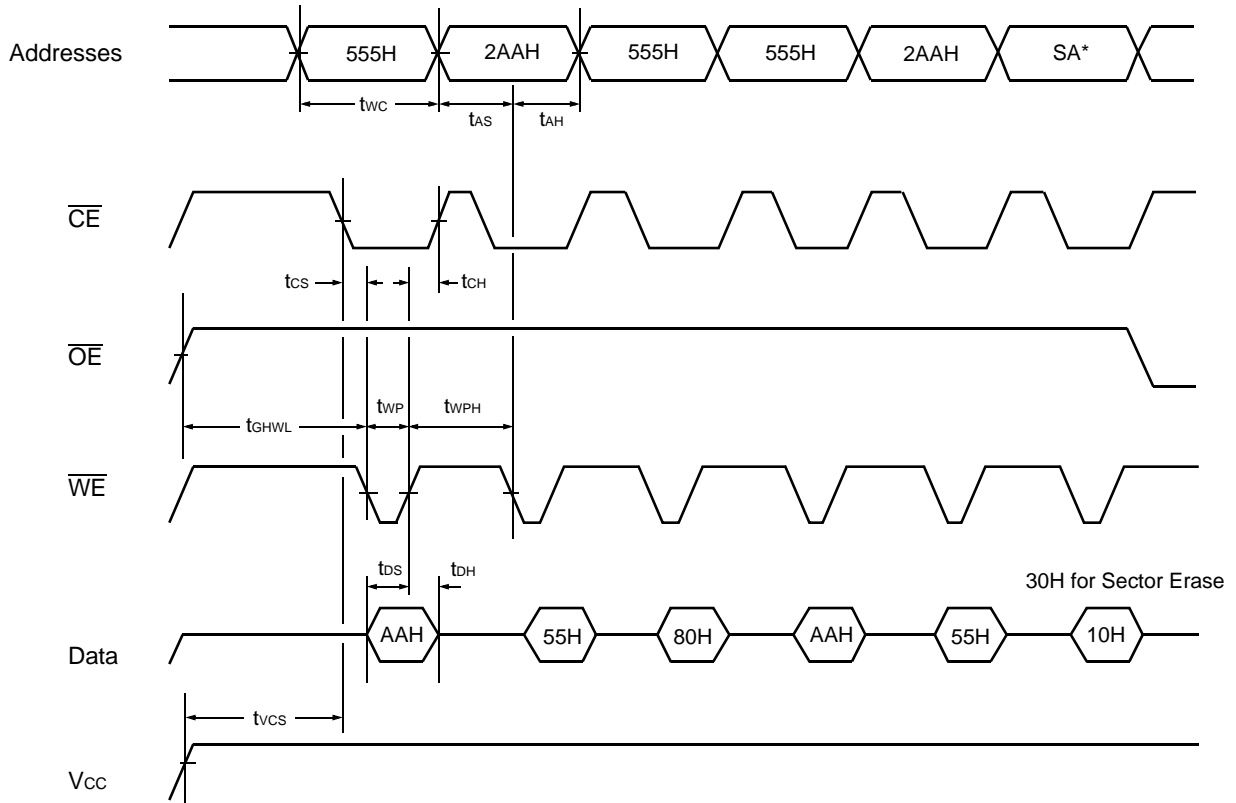 Addresses 555H 2AAH 555H 555H 2AAH SA*
tWC tAS tAH
CE
tCS tCH
OE
tGHWL tWP tWPH
WE
tDS tDH
30H for Sector Erase
Data AAH 55H 80H AAH 55H 10H
tVCS
VCC